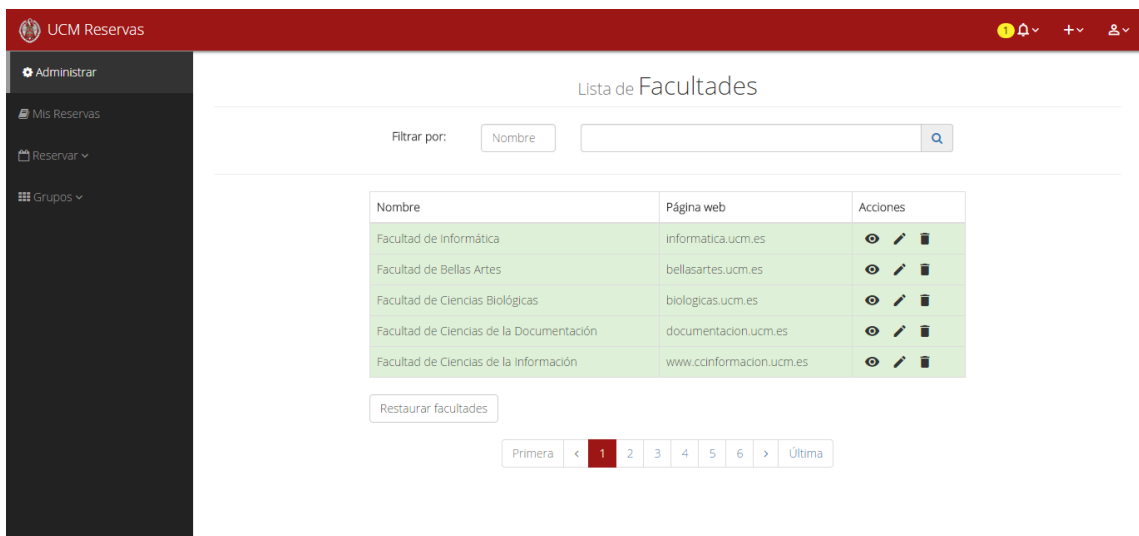 UCM Reservas
1
Administrar
Mis Reservas
Reservar
Grupos
Lista de Facultades
Filtrar por: Nombre
Nombre Página web Acciones
Facultad de Informática informatica.ucm.es
Facultad de Bellas Artes bellasartes.ucm.es
Facultad de Ciencias Biológicas biologicas.ucm.es
Facultad de Ciencias de la Documentación documentacion.ucm.es
Facultad de Ciencias de la Información www.ccinformacion.ucm.es
Restaurar facultades
Primera < 1 2 3 4 5 6 > Última